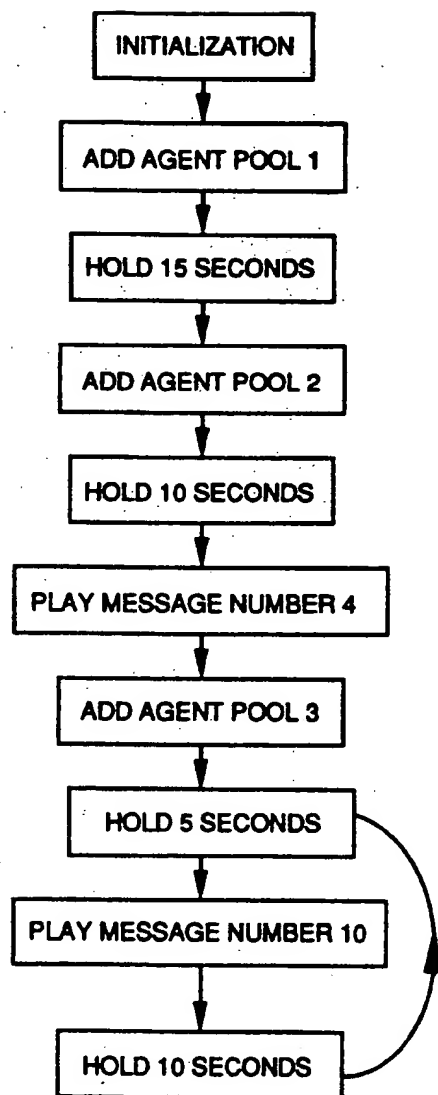 INITIALIZATION
ADD AGENT POOL 1
HOLD 15 SECONDS
ADD AGENT POOL 2
HOLD 10 SECONDS
PLAY MESSAGE NUMBER 4
ADD AGENT POOL 3
HOLD 5 SECONDS
PLAY MESSAGE NUMBER 10
HOLD 10 SECONDS